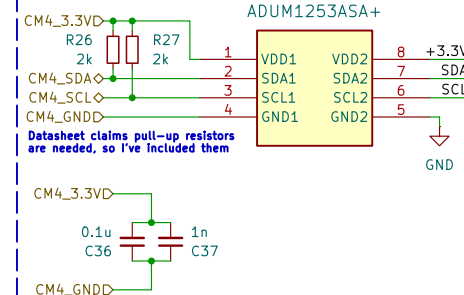 ADUM1253ASA+
CM4_3.3V
R26 R27
2k 2k
1 VDD1 VDD2 8 +3.3V
CM4_SDA 2 SDA1 SDA2 7 SDA
CM4_SCL 3 SCL1 SCL2 6 SCL
CM4_GND 4 GND1 GND2 5
Datasheet claims pull-up resistors
are needed, so I've included them
GND
CM4_3.3V
0.1u 1n
C36 C37
CM4_GND